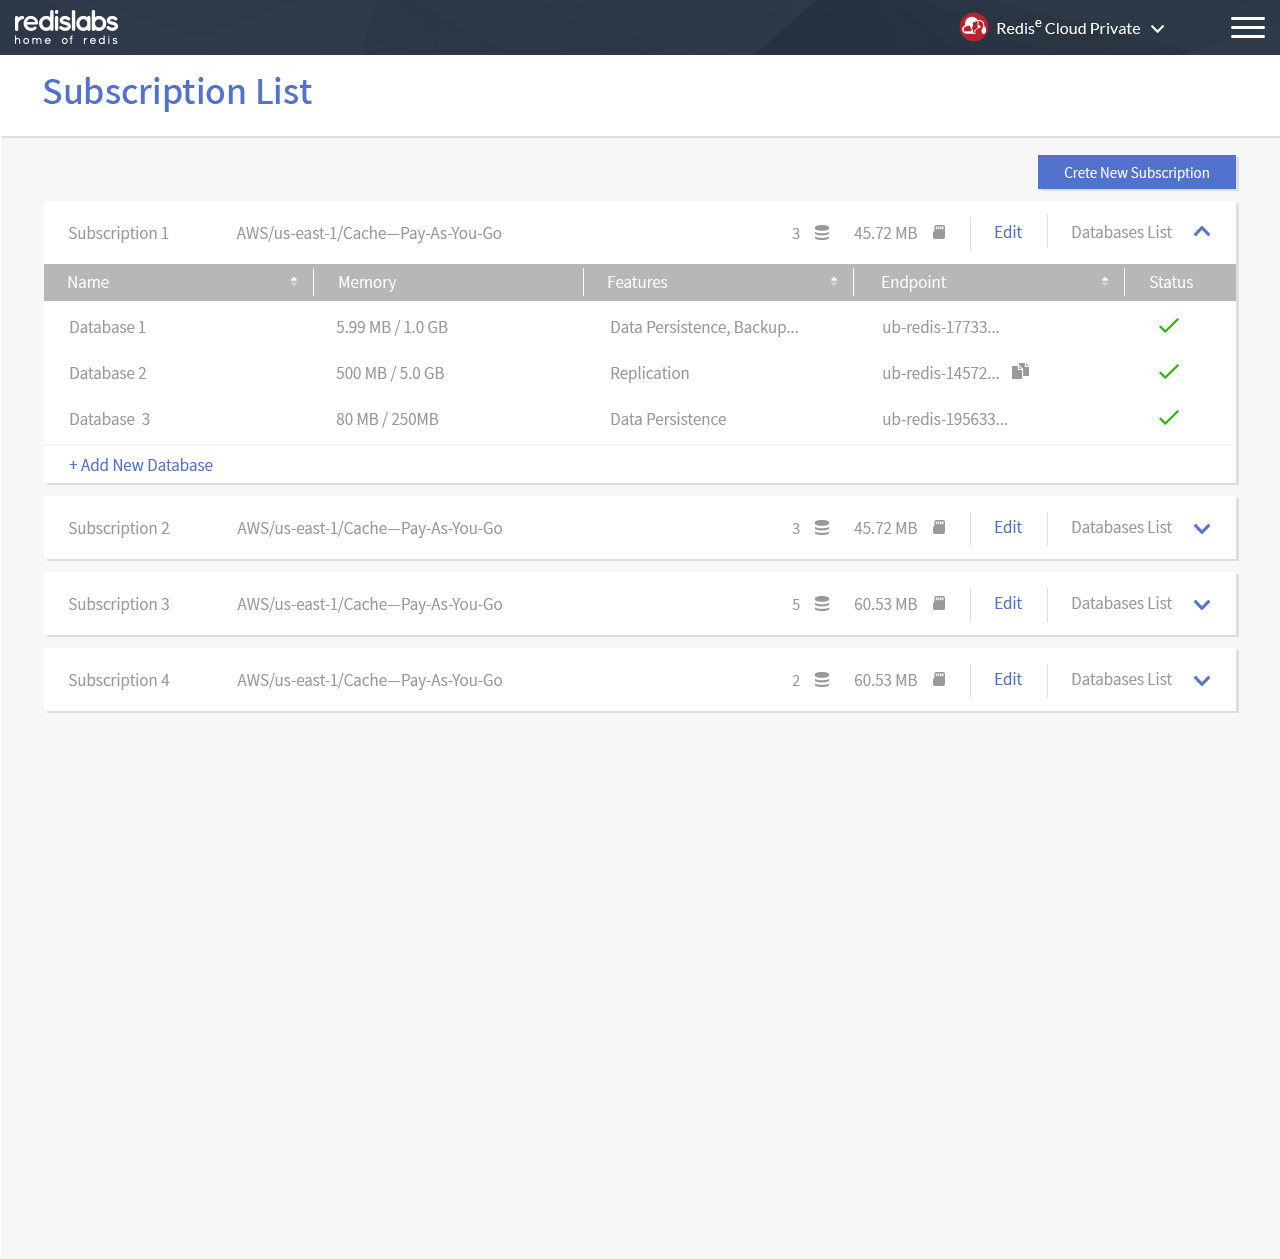 redislabs
home of redis
Redise Cloud Private
Subscription List
Crete New Subscription
Subscription 1 AWS/us-east-1/Cache—Pay-As-You-Go 3 45.72 MB Edit Databases List
Name Memory Features Endpoint Status
Database 1 5.99 MB / 1.0 GB Data Persistence, Backup... ub-redis-17733...
Database 2 500 MB / 5.0 GB Replication ub-redis-14572...
Database  3 80 MB / 250MB Data Persistence ub-redis-195633...
+ Add New Database
Subscription 2 AWS/us-east-1/Cache—Pay-As-You-Go 3 45.72 MB Edit Databases List
Subscription 3 AWS/us-east-1/Cache—Pay-As-You-Go 5 60.53 MB Edit Databases List
Subscription 4 AWS/us-east-1/Cache—Pay-As-You-Go 2 60.53 MB Edit Databases List